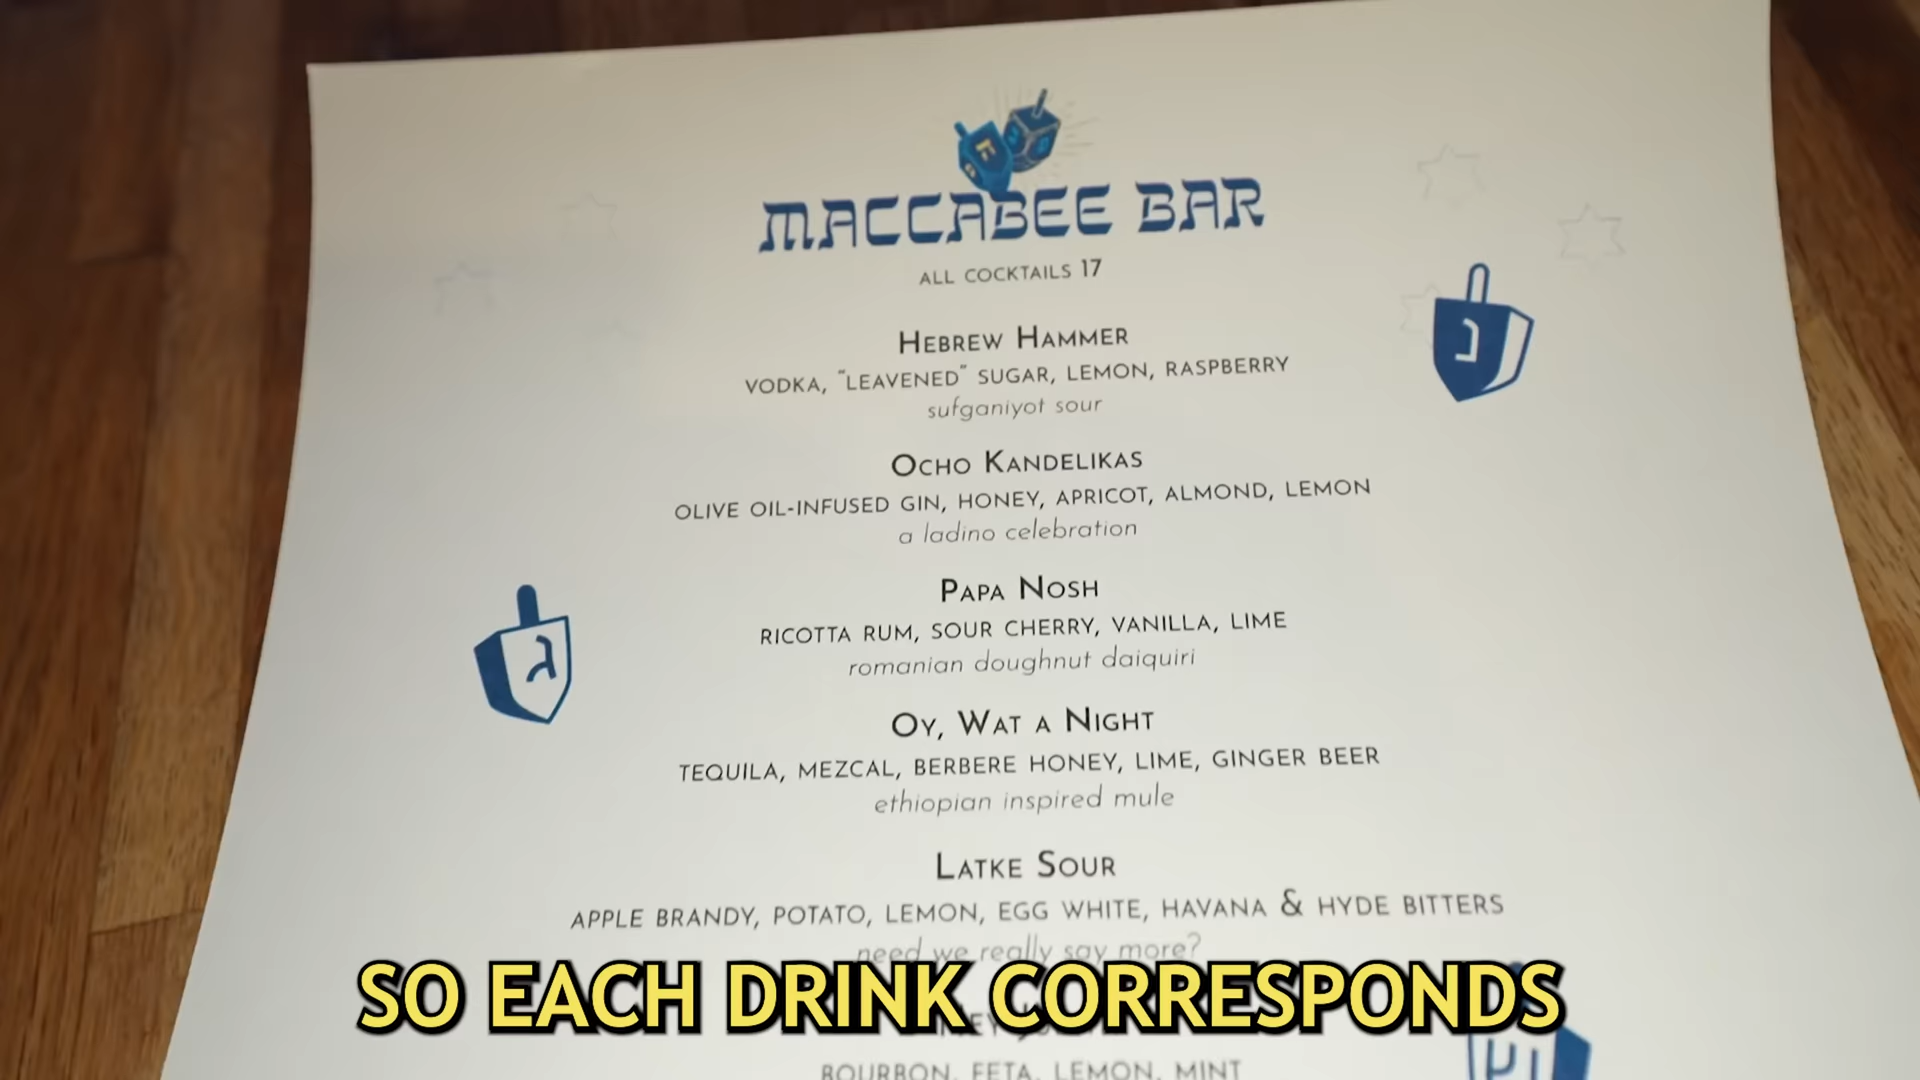 MACCABEE BAR
ALL COCKTAILS 17
HEBREW HAMMER
VODKA, "LEAVENED" SUGAR, LEMON, RASPBERRY
sufganiyot sour
נ
OCHO KANDELIKAS
OLIVE OIL-INFUSED GIN, HONEY, APRICOT, ALMOND, LEMON
a ladino celebration
PAPA NOSH
RICOTTA RUM, SOUR CHERRY, VANILLA, LIME
romanian doughnut daiquiri
ג
OY, WAT A NIGHT
TEQUILA, MEZCAL, BERBERE HONEY, LIME, GINGER BEER
ethiopian inspired mule
LATKE SOUR
APPLE BRANDY, POTATO, LEMON, EGG WHITE, HAVANA & HYDE BITTERS
need we really say more?
SO EACH DRINK CORRESPONDS
BOURBON, FETA, LEMON, MINT